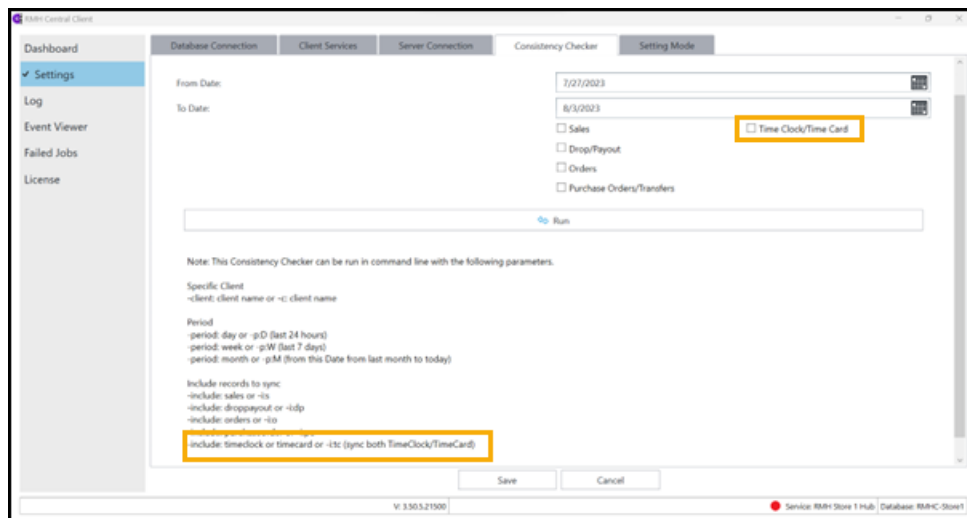 RMH Central Client
Dashboard
✔ Settings
Log
Event Viewer
Failed Jobs
License
Database Connection
Client Services
Server Connection
Consistency Checker
Setting Mode
From Date:
7/27/2023
To Date:
8/3/2023
Sales
Time Clock/Time Card
Drop/Payout
Orders
Purchase Orders/Transfers
Run
Note: This Consistency Checker can be run in command line with the following parameters.
Specific Client
-client: client name or -c: client name
Period
-period: day or -p:D (last 24 hours)
-period: week or -p:W (last 7 days)
-period: month or -p:M (from this Date from last month to today)
Include records to sync
-include: sales or -i:s
-include: droppayout or -i:dp
-include: orders or -i:o
-include: timeclock or timecard or -i:tc (sync both TimeClock/TimeCard)
Save
Cancel
V: 3.50.5.21500
Service: RMH Store 1 Hub
Database: RMHC-Store1